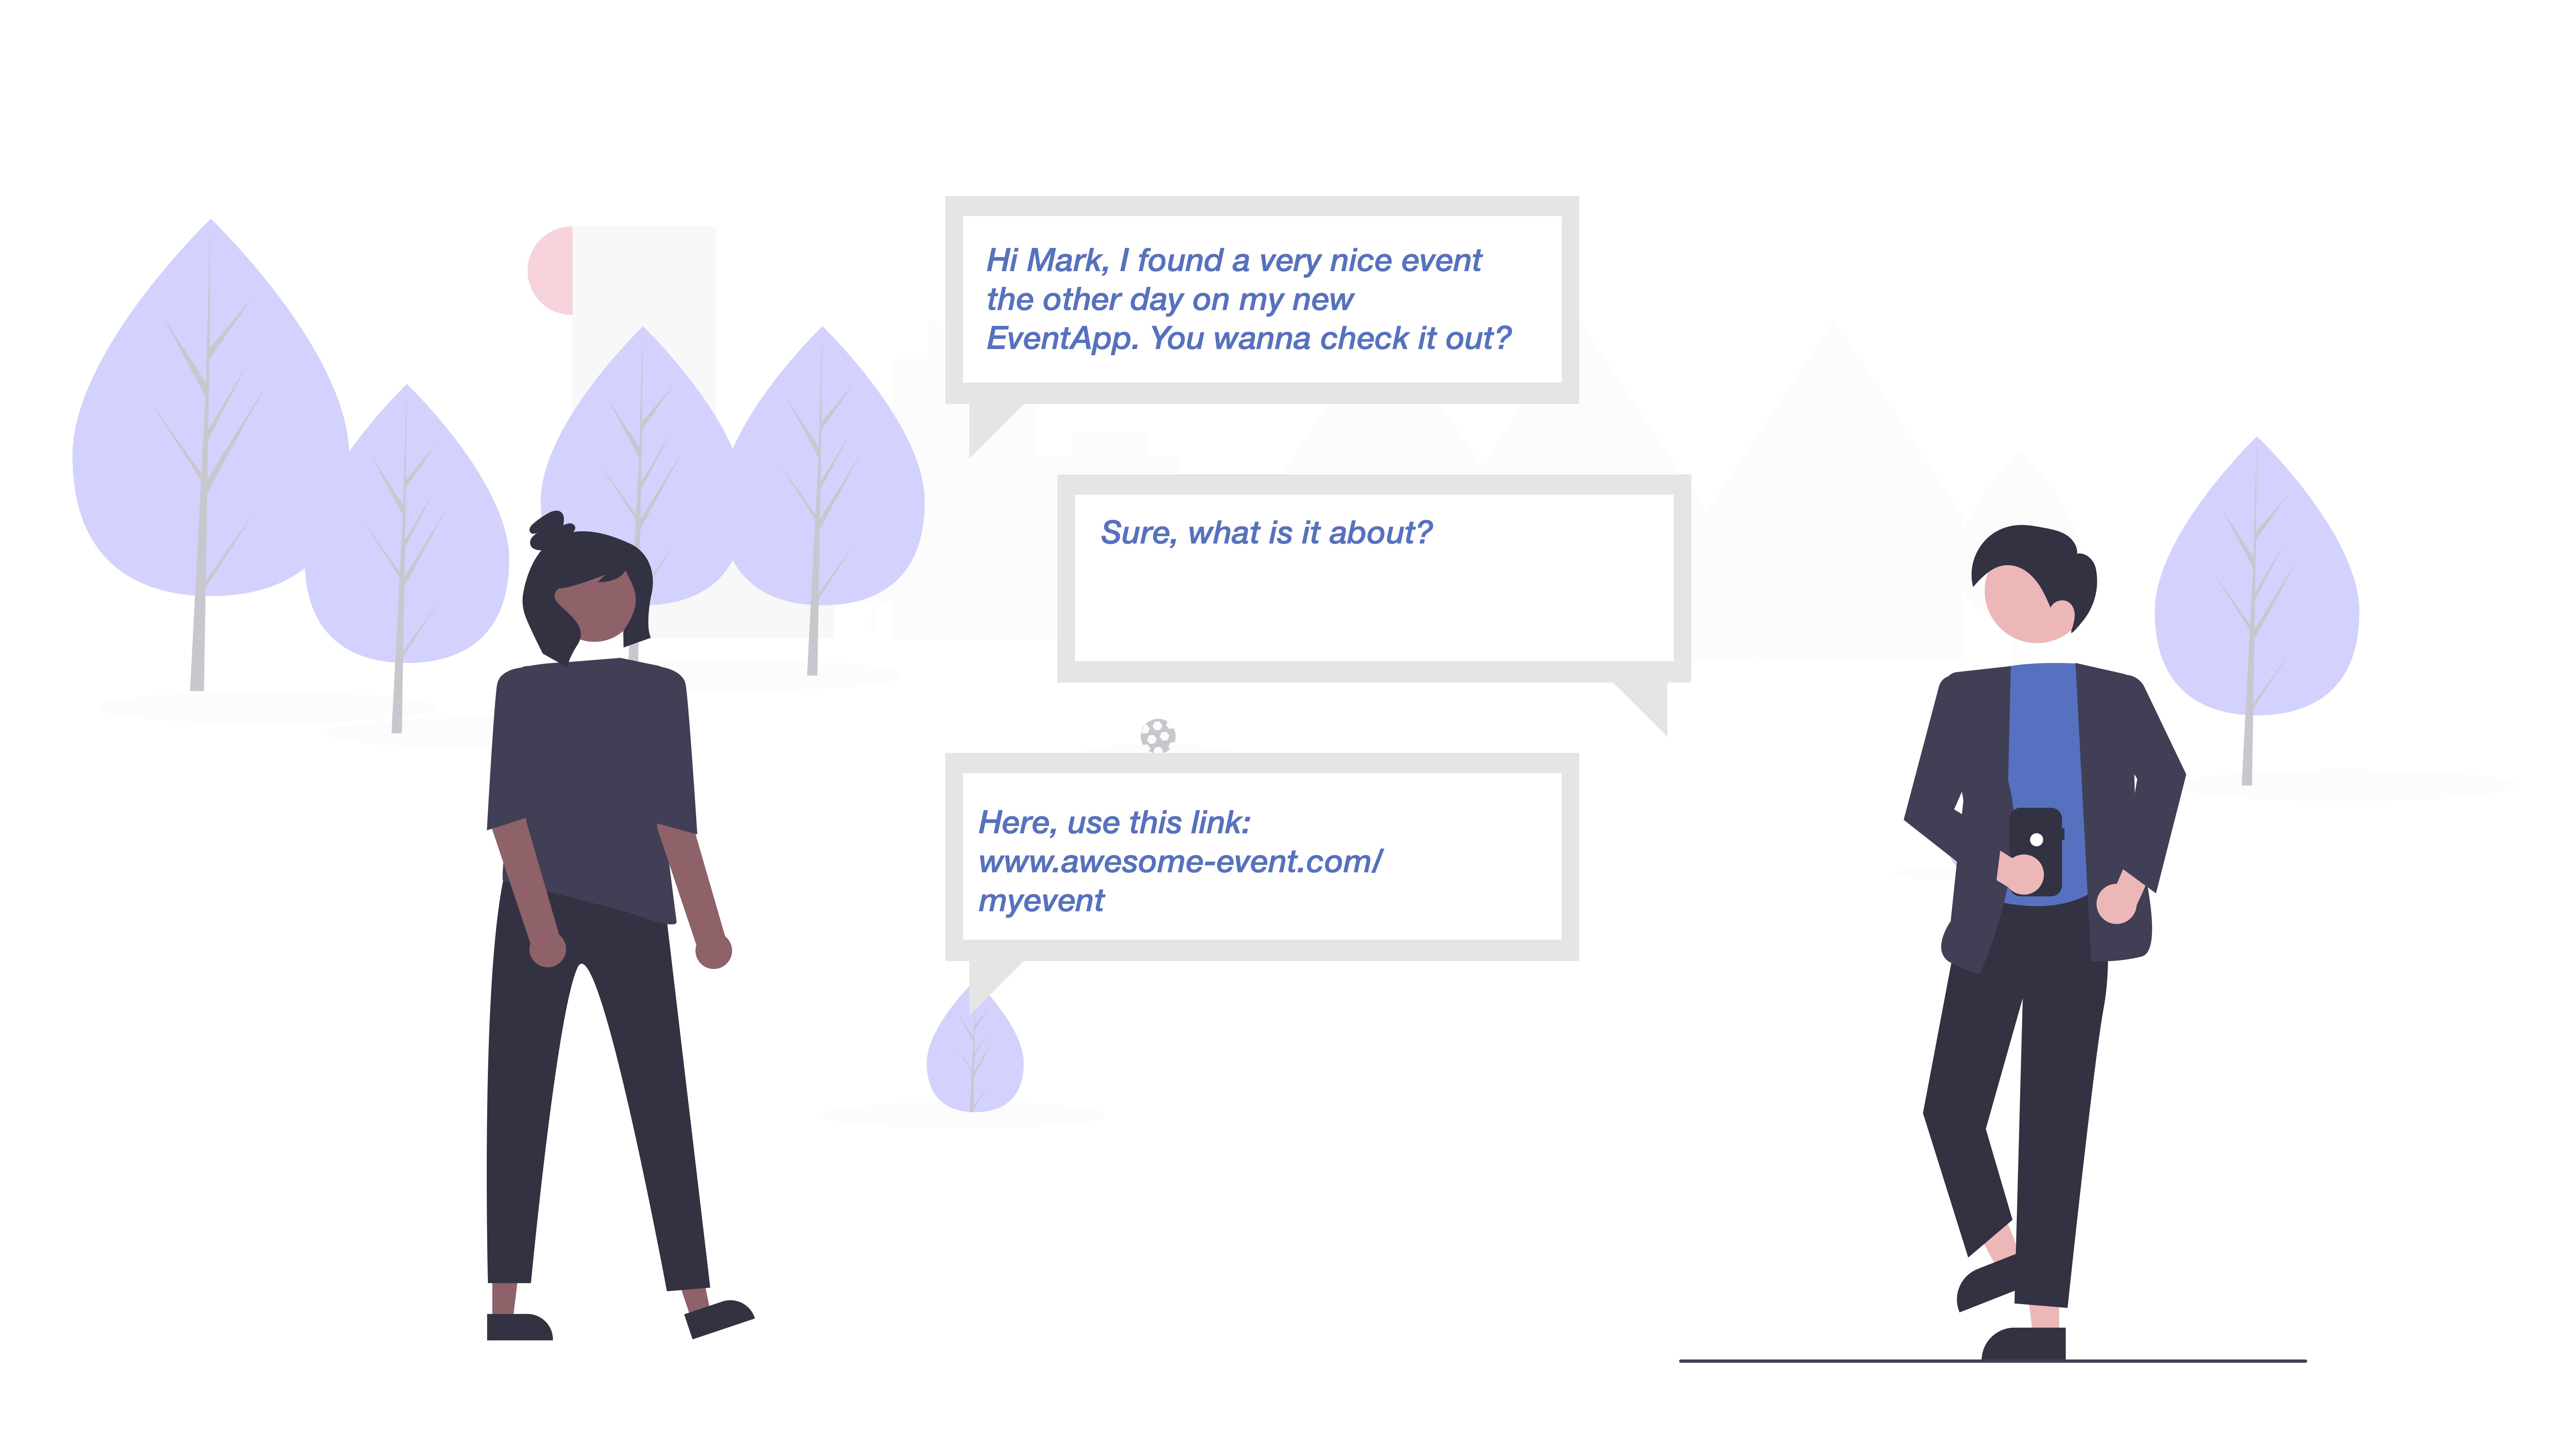 Hi Mark, I found a very nice event
the other day on my new
EventApp. You wanna check it out?
Sure, what is it about?
Here, use this link:
www.awesome-event.com/
myevent